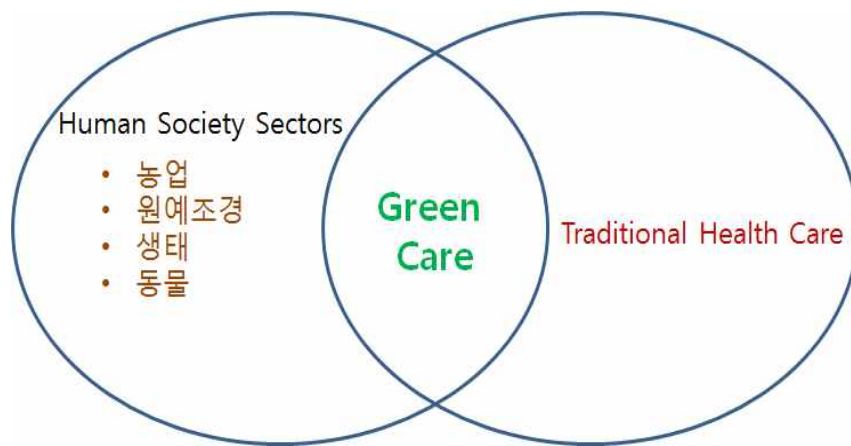 Human Society Sectors
• 농업
• 원예조경
• 생태
• 동물
Green
Care
Traditional Health Care